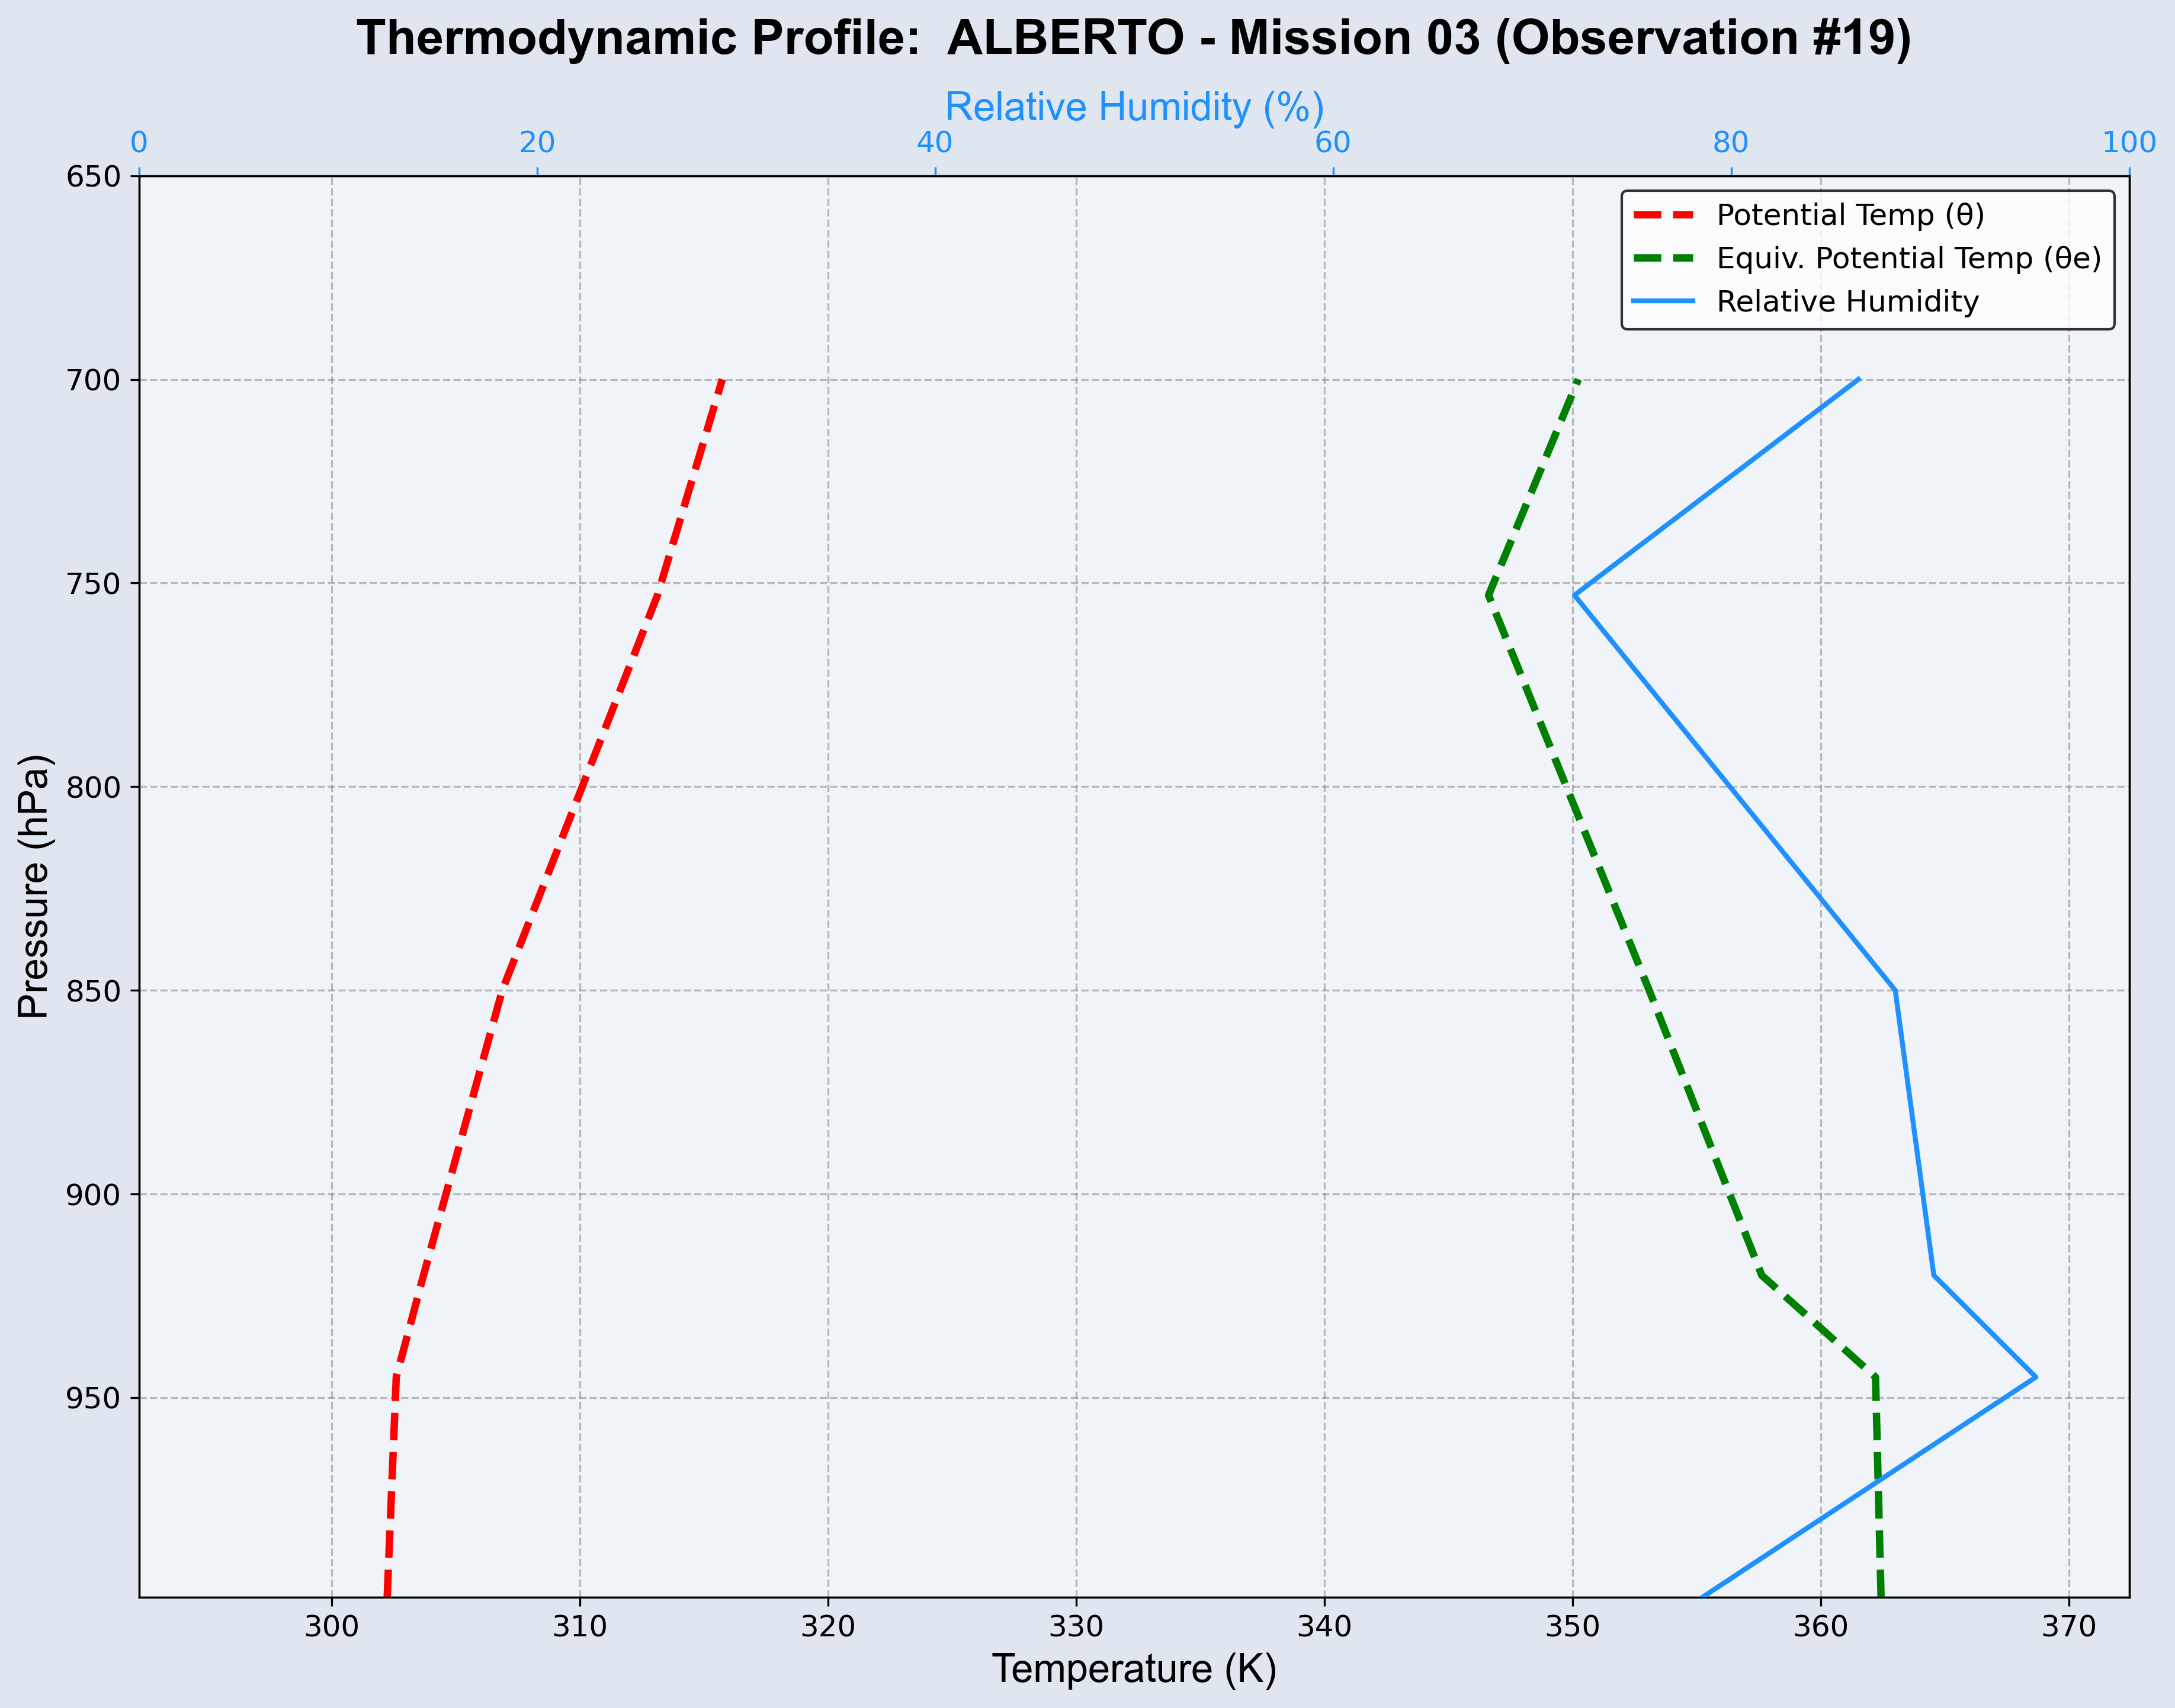 Thermodynamic Profile:  ALBERTO - Mission 03 (Observation #19)
Relative Humidity (%)
0 20 40 60 80 100
Potential Temp (θ)
Equiv. Potential Temp (θe)
Relative Humidity
Pressure (hPa)
650
700
750
800
850
900
950
300 310 320 330 340 350 360 370
Temperature (K)